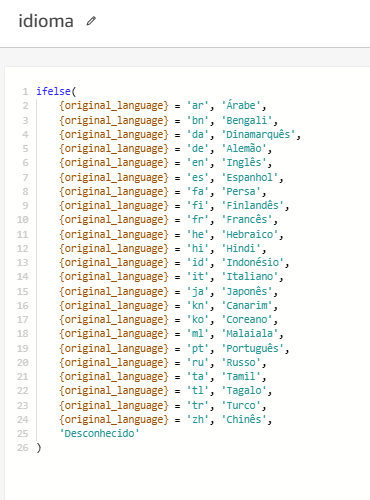 idioma
1 ifelse(
2 {original_language} = 'ar', 'Árabe',
3 {original_language} = 'bn', 'Bengali',
4 {original_language} = 'da', 'Dinamarquês',
5 {original_language} = 'de', 'Alemão',
6 {original_language} = 'en', 'Inglês',
7 {original_language} = 'es', 'Espanhol',
8 {original_language} = 'fa', 'Persa',
9 {original_language} = 'fi', 'Finlandês',
10 {original_language} = 'fr', 'Francês',
11 {original_language} = 'he', 'Hebraico',
12 {original_language} = 'hi', 'Hindi',
13 {original_language} = 'id', 'Indonésio',
14 {original_language} = 'it', 'Italiano',
15 {original_language} = 'ja', 'Japonês',
16 {original_language} = 'kn', 'Canarim',
17 {original_language} = 'ko', 'Coreano',
18 {original_language} = 'ml', 'Malaiala',
19 {original_language} = 'pt', 'Português',
20 {original_language} = 'ru', 'Russo',
21 {original_language} = 'ta', 'Tamil',
22 {original_language} = 'tl', 'Tagalo',
23 {original_language} = 'tr', 'Turco',
24 {original_language} = 'zh', 'Chinês',
25 'Desconhecido'
26 )